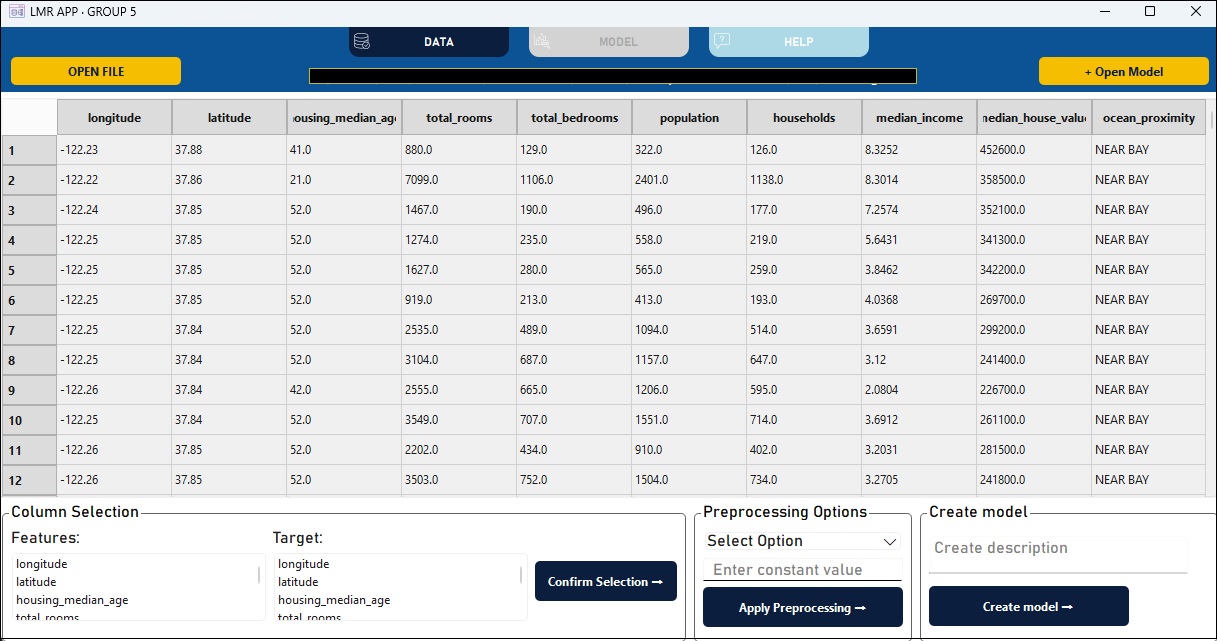 LMR APP · GROUP 5
DATA MODEL HELP
OPEN FILE + Open Model
longitude latitude ousing_median_age total_rooms total_bedrooms population households median_income nedian_house_value ocean_proximity
1 -122.23 37.88 41.0 880.0 129.0 322.0 126.0 8.3252 452600.0 NEAR BAY
2 -122.22 37.86 21.0 7099.0 1106.0 2401.0 1138.0 8.3014 358500.0 NEAR BAY
3 -122.24 37.85 52.0 1467.0 190.0 496.0 177.0 7.2574 352100.0 NEAR BAY
4 -122.25 37.85 52.0 1274.0 235.0 558.0 219.0 5.6431 341300.0 NEAR BAY
5 -122.25 37.85 52.0 1627.0 280.0 565.0 259.0 3.8462 342200.0 NEAR BAY
6 -122.25 37.85 52.0 919.0 213.0 413.0 193.0 4.0368 269700.0 NEAR BAY
7 -122.25 37.84 52.0 2535.0 489.0 1094.0 514.0 3.6591 299200.0 NEAR BAY
8 -122.25 37.84 52.0 3104.0 687.0 1157.0 647.0 3.12 241400.0 NEAR BAY
9 -122.26 37.84 42.0 2555.0 665.0 1206.0 595.0 2.0804 226700.0 NEAR BAY
10 -122.25 37.84 52.0 3549.0 707.0 1551.0 714.0 3.6912 261100.0 NEAR BAY
11 -122.26 37.85 52.0 2202.0 434.0 910.0 402.0 3.2031 281500.0 NEAR BAY
12 -122.26 37.85 52.0 3503.0 752.0 1504.0 734.0 3.2705 241800.0 NEAR BAY
Column Selection
Features: Target:
longitude longitude
latitude latitude
housing_median_age housing_median_age
total_rooms total_rooms
Confirm Selection →
Preprocessing Options
Select Option
Enter constant value
Apply Preprocessing →
Create model
Create description
Create model →